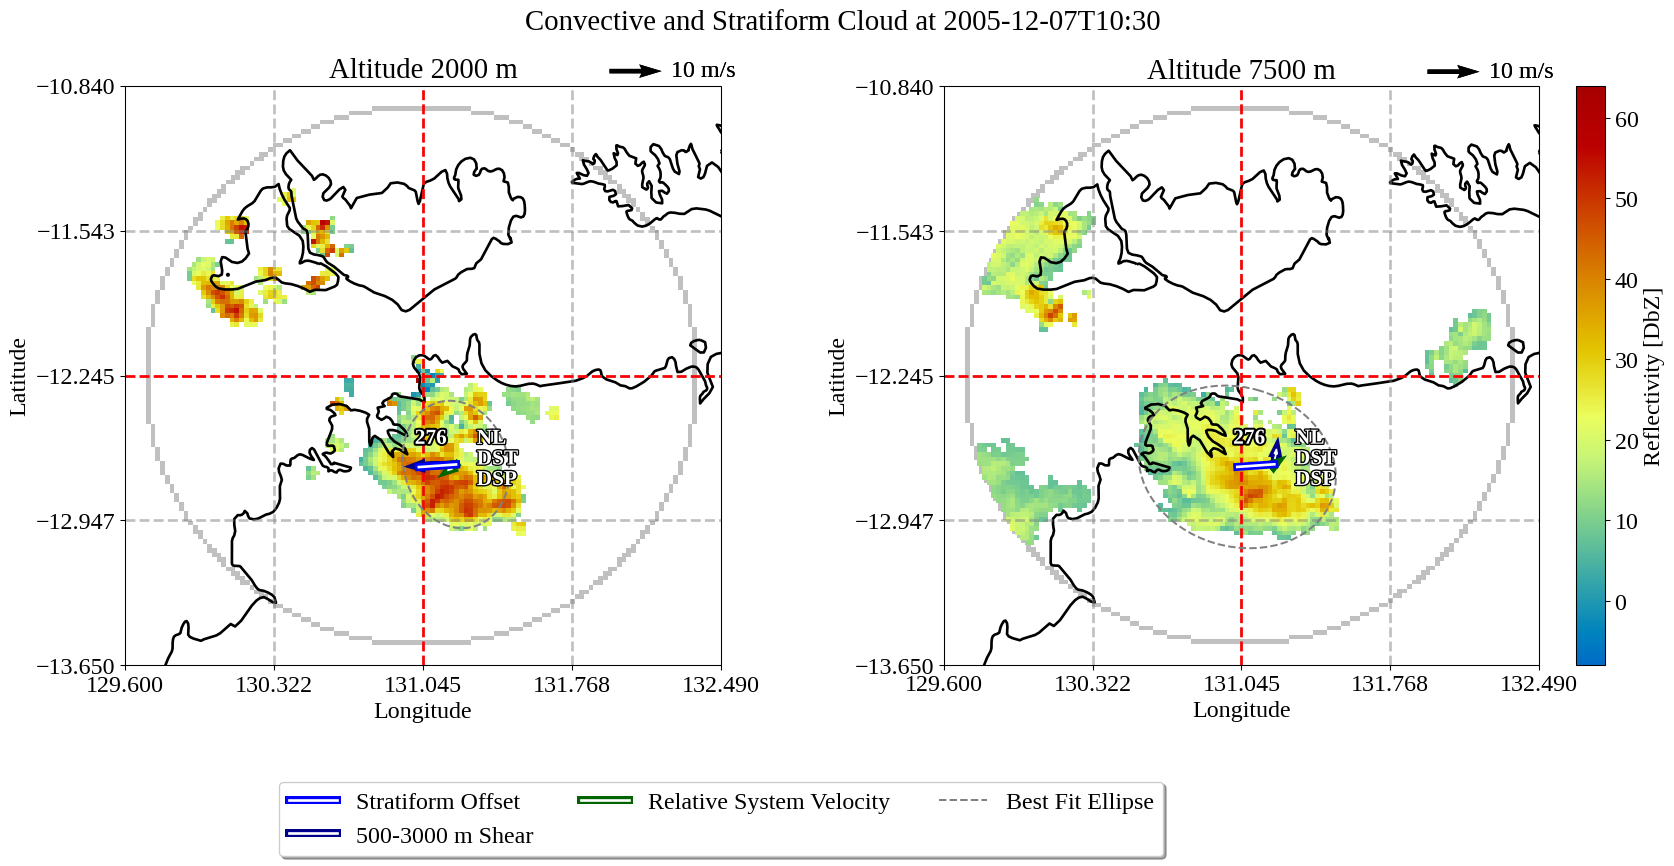 Convective and Stratiform Cloud at 2005-12-07T10:30
Altitude 2000 m
10 m/s
−10.840
−11.543
−12.245
−12.947
−13.650
Latitude
129.600
130.322
131.045
131.768
132.490
Longitude
276
NL
DST
DSP
Altitude 7500 m
10 m/s
−10.840
−11.543
−12.245
−12.947
−13.650
Latitude
129.600
130.322
131.045
131.768
132.490
Longitude
276
NL
DST
DSP
60
50
40
30
20
10
0
Reflectivity [DbZ]
Stratiform Offset
Relative System Velocity
Best Fit Ellipse
500-3000 m Shear